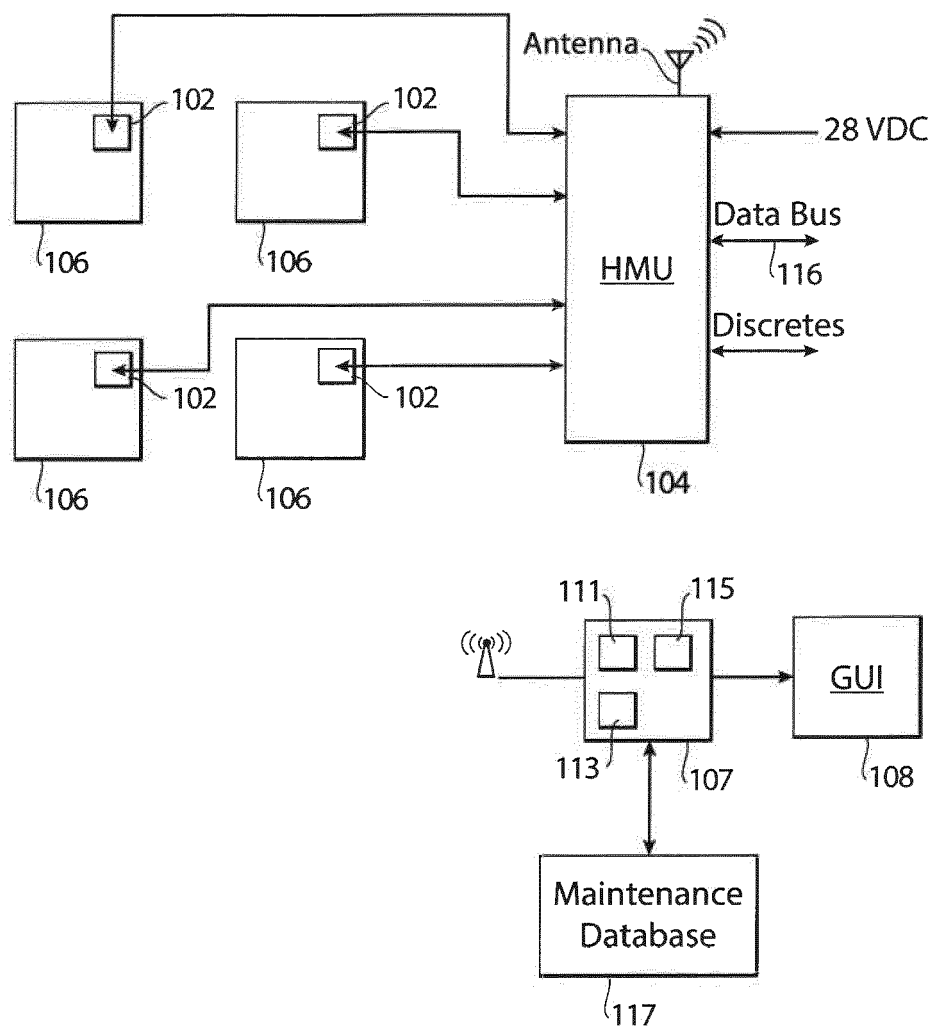 Antenna
102
102
28 VDC
Data Bus
116
106
106
HMU
Discretes
102
102
106
106
104
111
115
GUI
113
107
108
Maintenance
Database
117